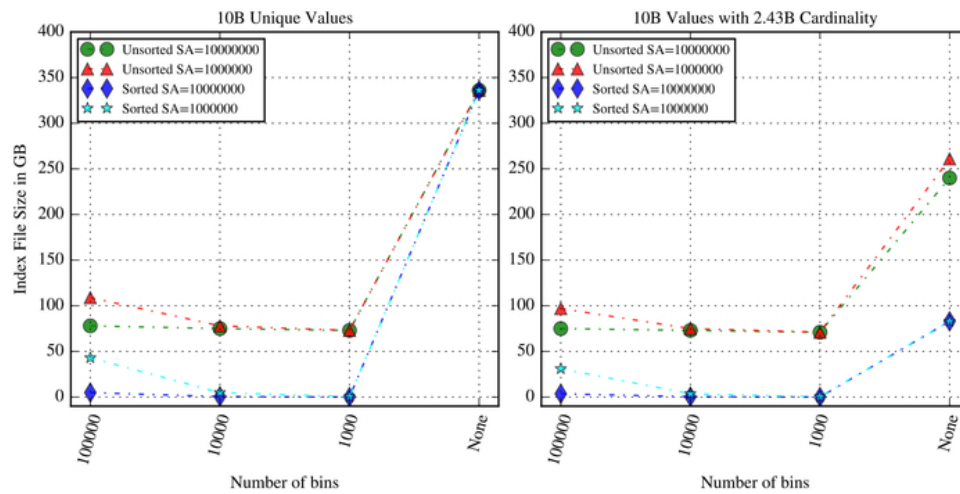 10B Unique Values
10B Values with 2.43B Cardinality
Index File Size in GB
400
350
300
250
200
150
100
50
0
Unsorted SA=10000000
Unsorted SA=1000000
Sorted SA=10000000
Sorted SA=1000000
100000
10000
1000
None
Number of bins
400
350
300
250
200
150
100
50
0
Unsorted SA=10000000
Unsorted SA=1000000
Sorted SA=10000000
Sorted SA=1000000
100000
10000
1000
None
Number of bins